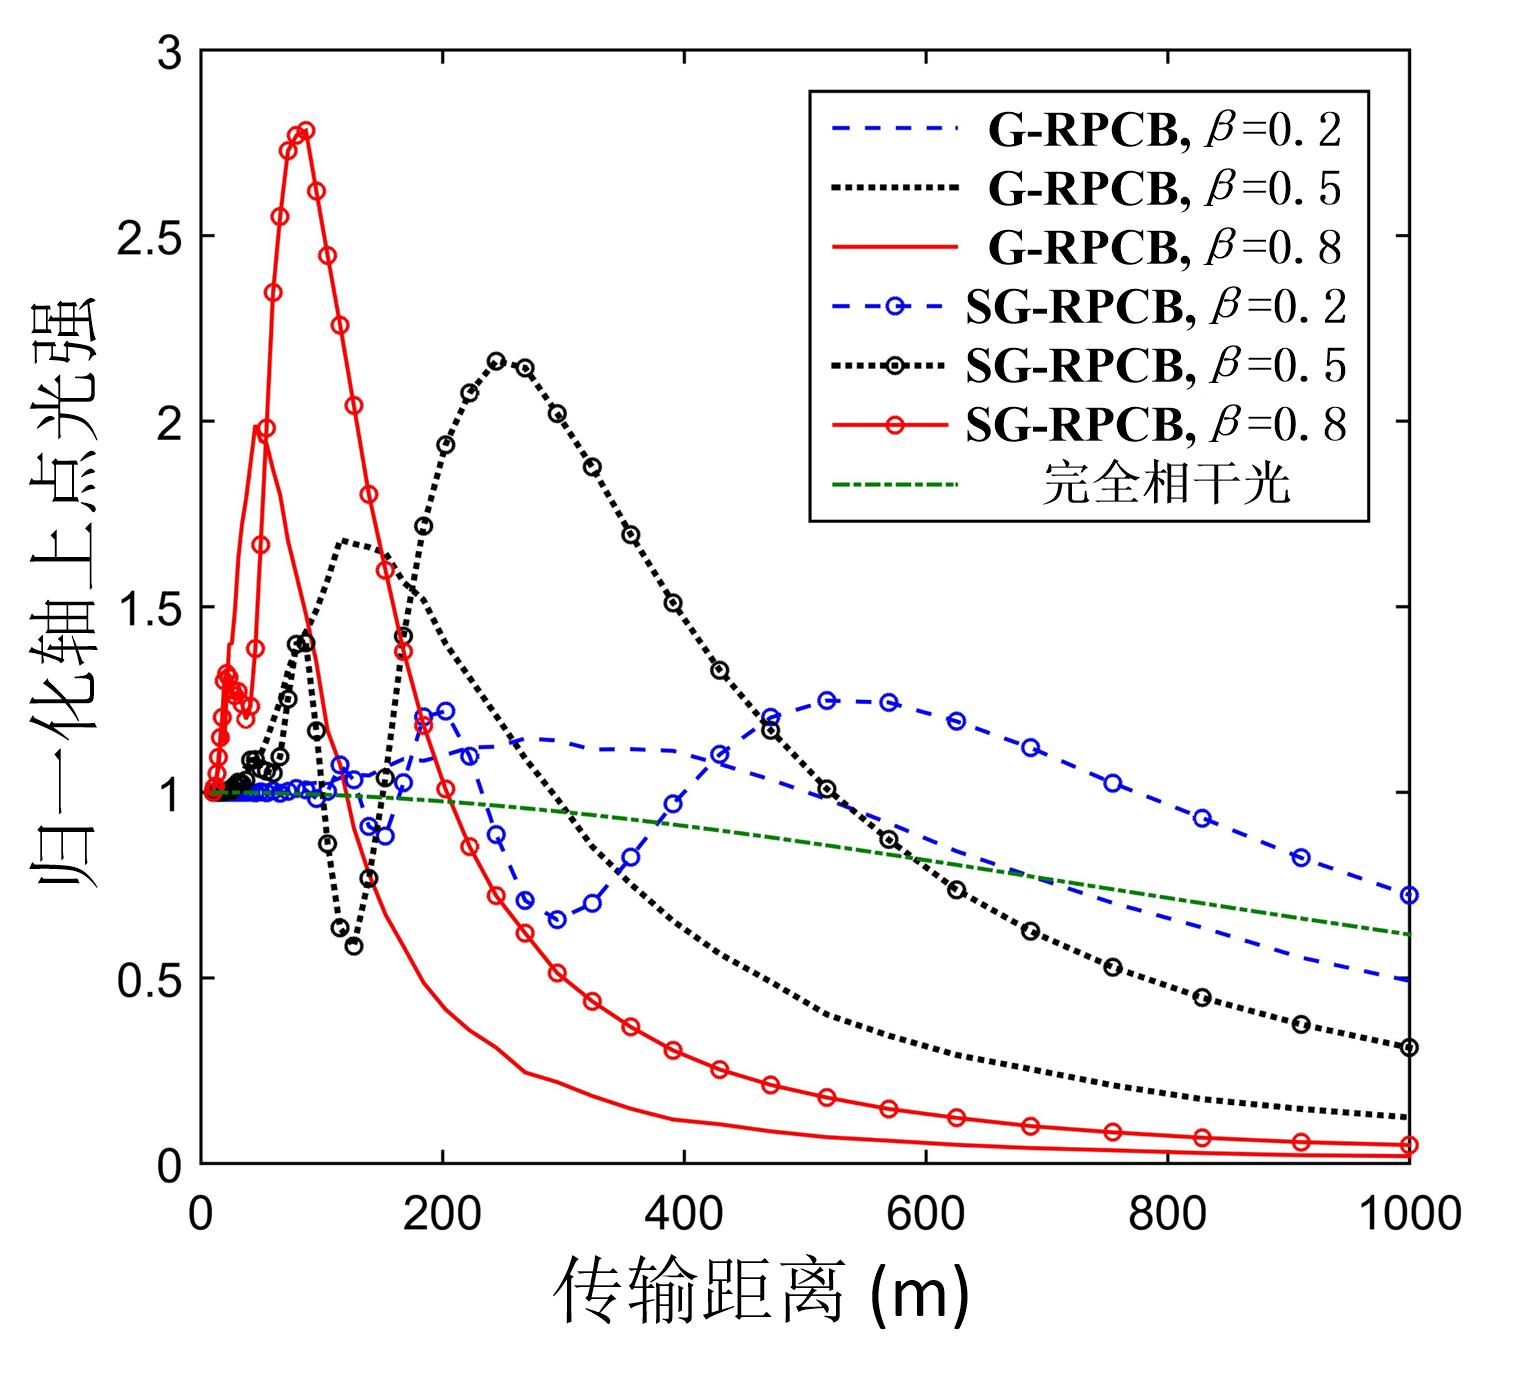 3
2.5
2
1.5
1
0.5
0
归一化轴上点光强
G-RPCB, β=0.2
G-RPCB, β=0.5
G-RPCB, β=0.8
SG-RPCB, β=0.2
SG-RPCB, β=0.5
SG-RPCB, β=0.8
完全相干光
0 200 400 600 800 1000
传输距离 (m)